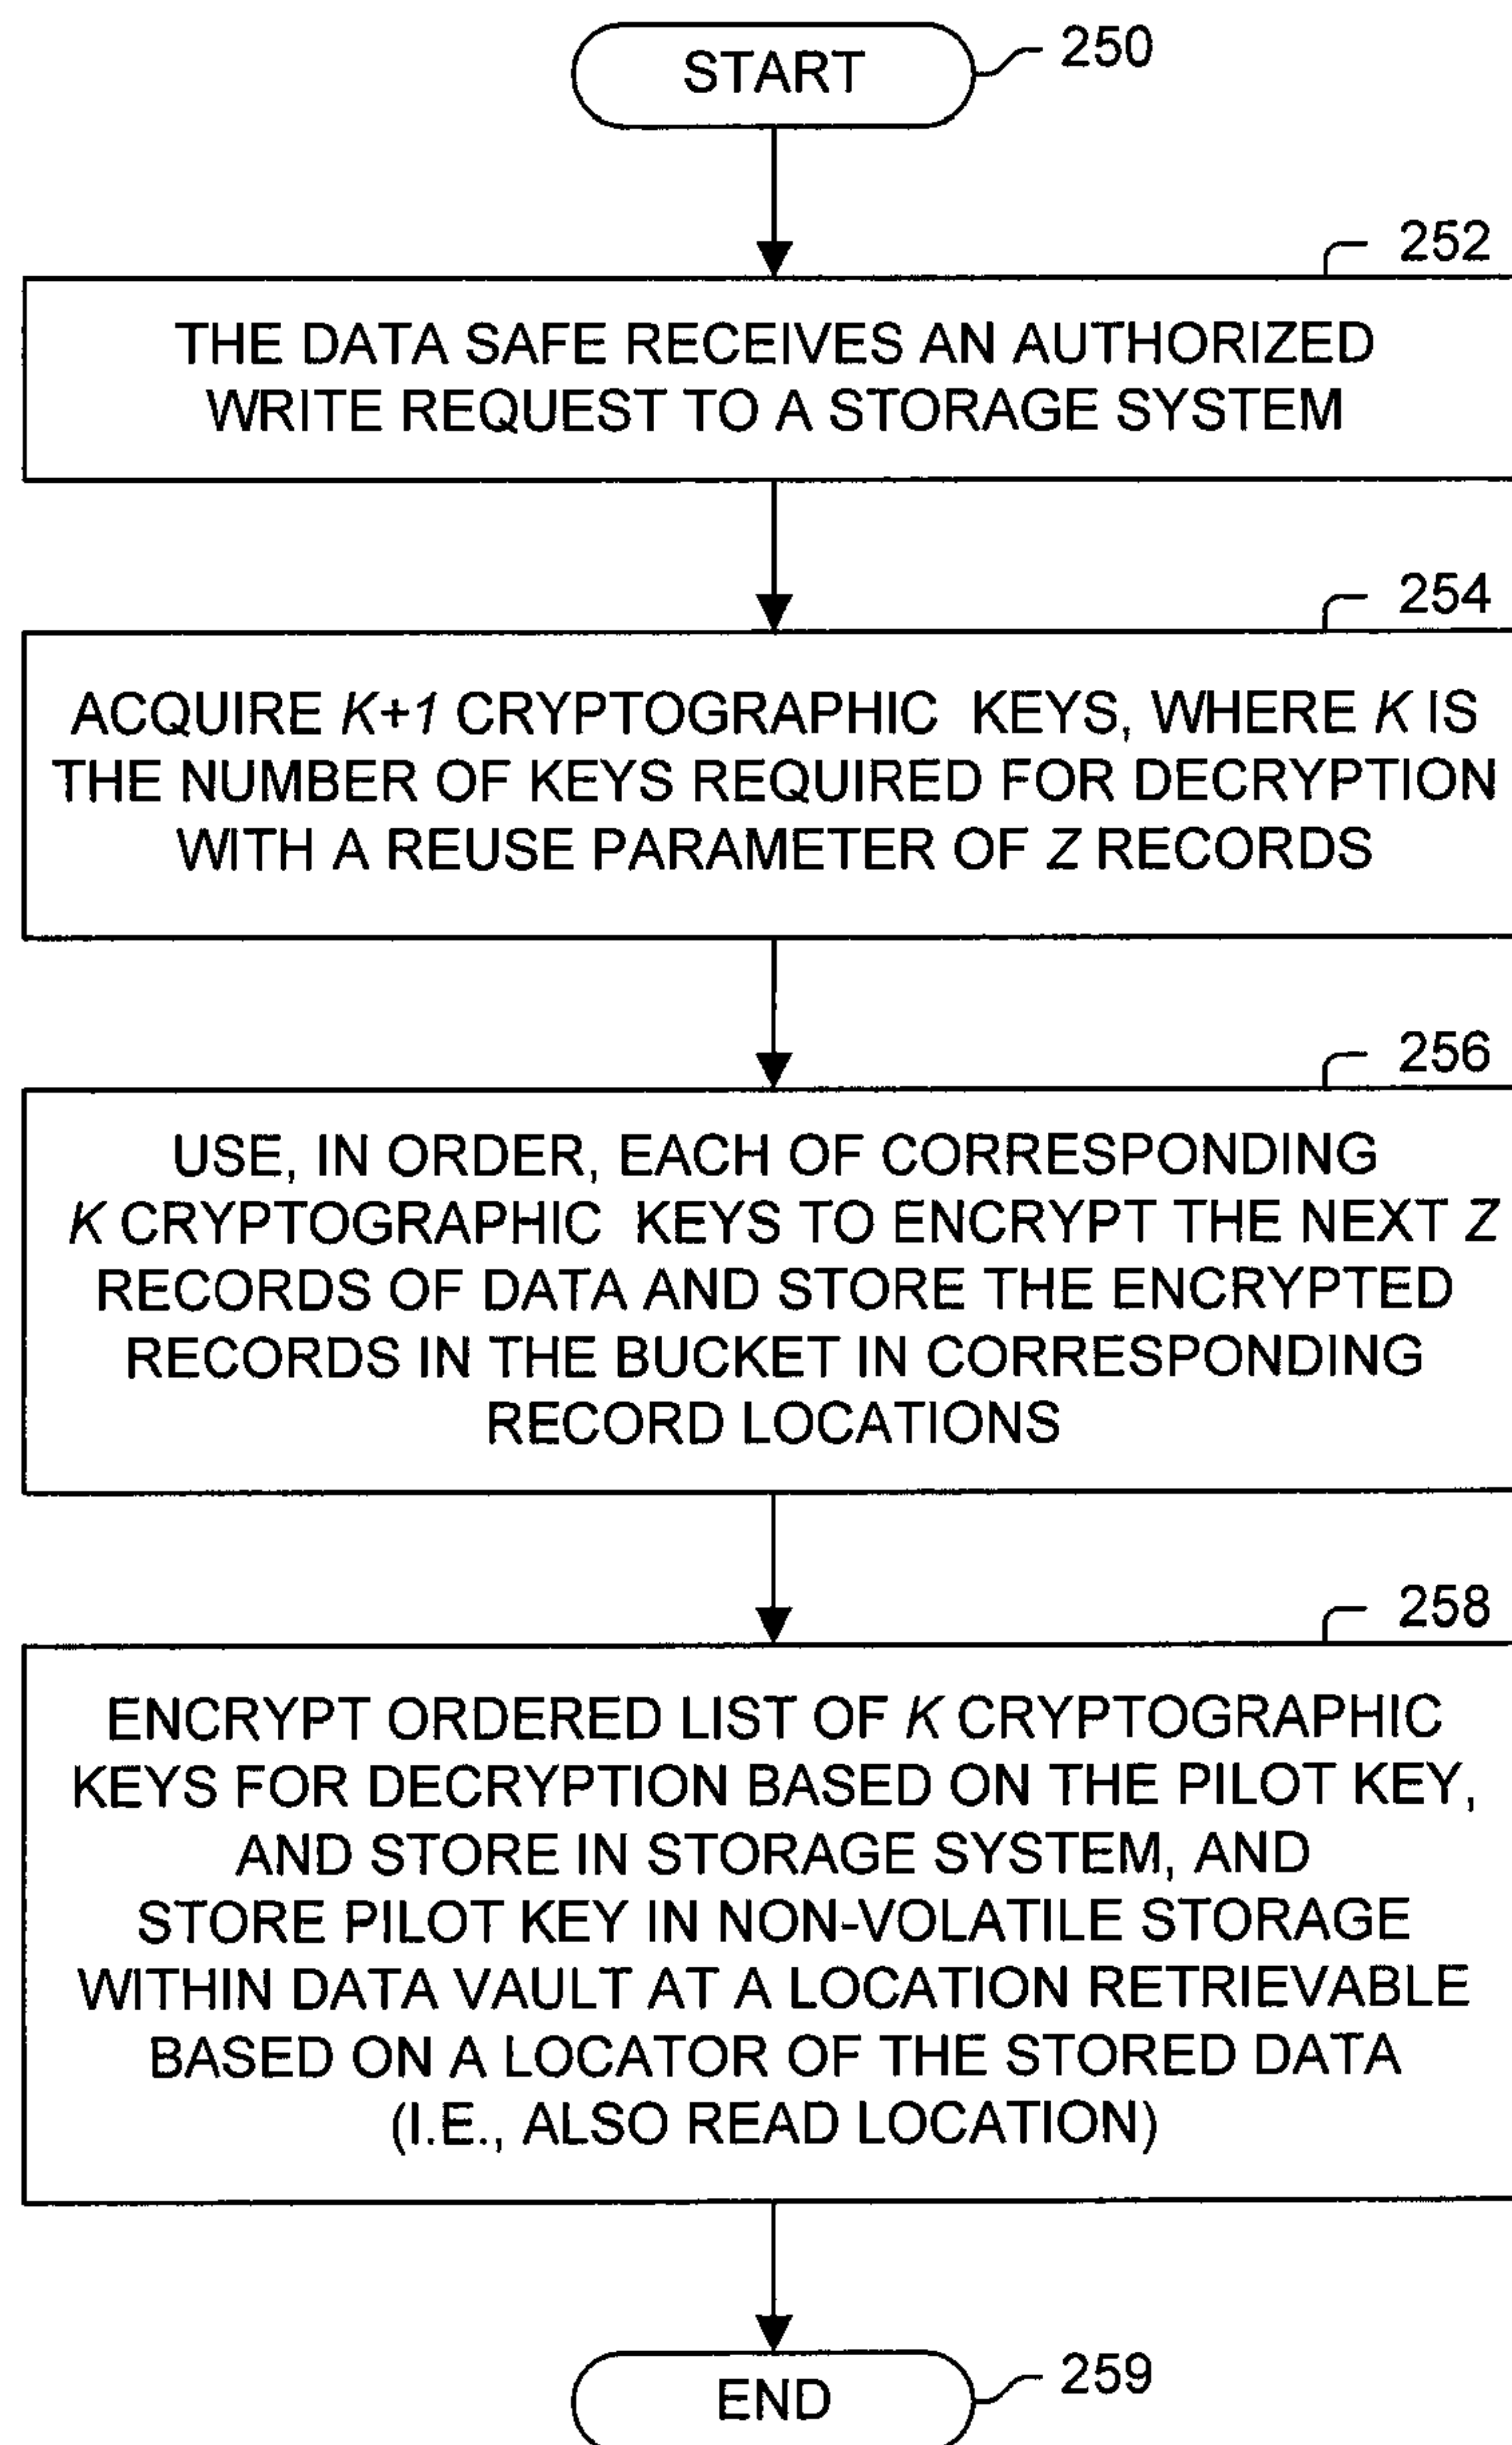 START
250
252
THE DATA SAFE RECEIVES AN AUTHORIZED
WRITE REQUEST TO A STORAGE SYSTEM
254
ACQUIRE K+1 CRYPTOGRAPHIC KEYS, WHERE K IS
THE NUMBER OF KEYS REQUIRED FOR DECRYPTION
WITH A REUSE PARAMETER OF Z RECORDS
256
USE, IN ORDER, EACH OF CORRESPONDING
K CRYPTOGRAPHIC KEYS TO ENCRYPT THE NEXT Z
RECORDS OF DATA AND STORE THE ENCRYPTED
RECORDS IN THE BUCKET IN CORRESPONDING
RECORD LOCATIONS
258
ENCRYPT ORDERED LIST OF K CRYPTOGRAPHIC
KEYS FOR DECRYPTION BASED ON THE PILOT KEY,
AND STORE IN STORAGE SYSTEM, AND
STORE PILOT KEY IN NON-VOLATILE STORAGE
WITHIN DATA VAULT AT A LOCATION RETRIEVABLE
BASED ON A LOCATOR OF THE STORED DATA
(I.E., ALSO READ LOCATION)
END
259